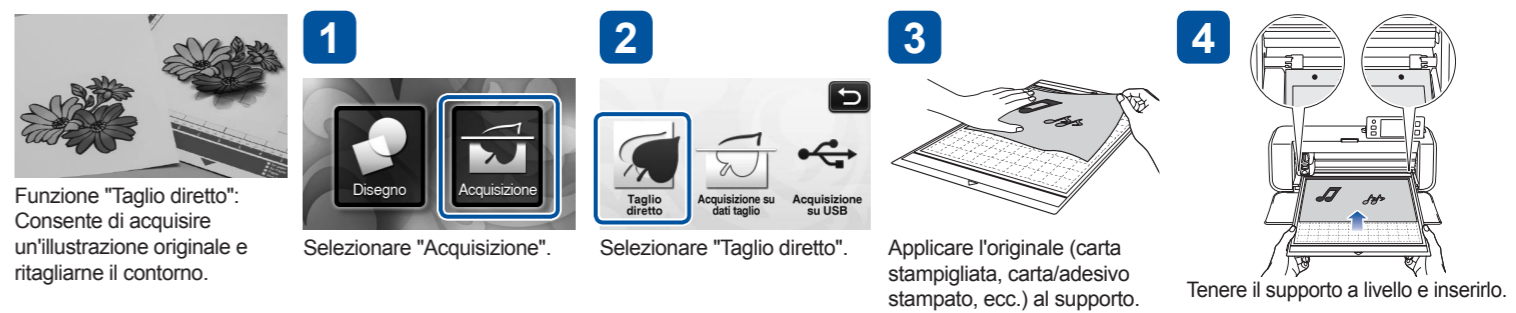 Funzione "Taglio diretto":
Consente di acquisire
un'illustrazione originale e
ritagliarne il contorno.
1
Disegno
Acquisizione
Selezionare "Acquisizione".
2
Taglio
diretto
Acquisizione su
dati taglio
Acquisizione
su USB
Selezionare "Taglio diretto".
3
Applicare l'originale (carta
stampigliata, carta/adesivo
stampato, ecc.) al supporto.
4
Tenere il supporto a livello e inserirlo.